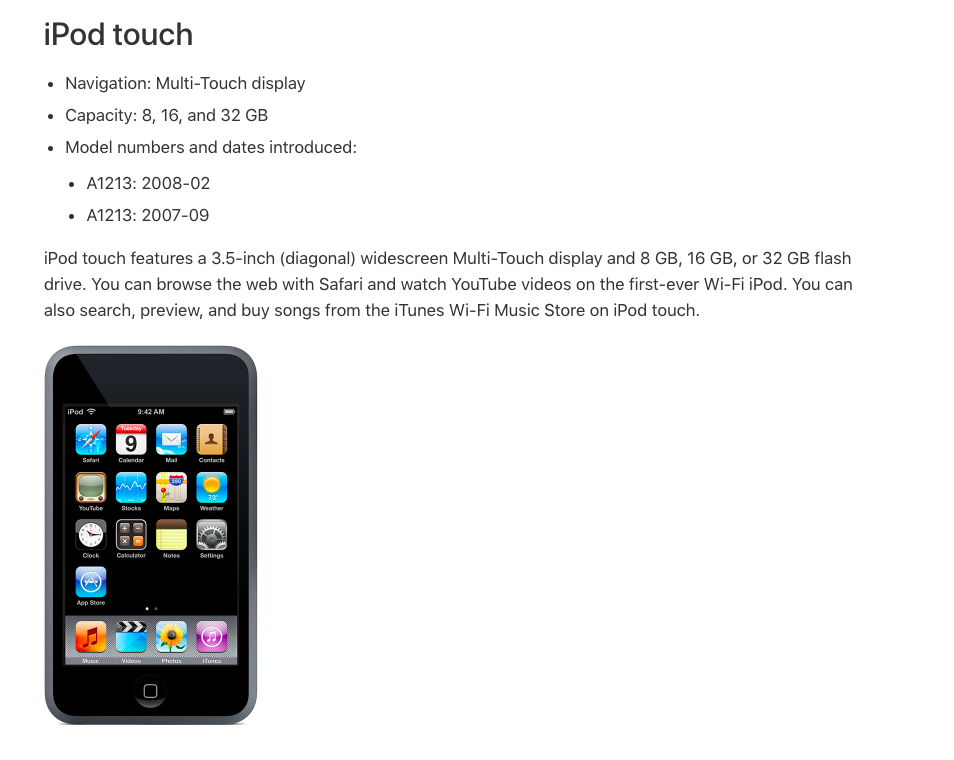 iPod touch
Navigation: Multi-Touch display
Capacity: 8, 16, and 32 GB
Model numbers and dates introduced:
A1213: 2008-02
A1213: 2007-09
iPod touch features a 3.5-inch (diagonal) widescreen Multi-Touch display and 8 GB, 16 GB, or 32 GB flash
drive. You can browse the web with Safari and watch YouTube videos on the first-ever Wi-Fi iPod. You can
also search, preview, and buy songs from the iTunes Wi-Fi Music Store on iPod touch.
iPod 9:42 AM
Tuesday
9
Safari Calendar Mail Contacts
280
73°
YouTube Stocks Maps Weather
Clock Calculator Notes Settings
App Store
Music Videos Photos iTunes